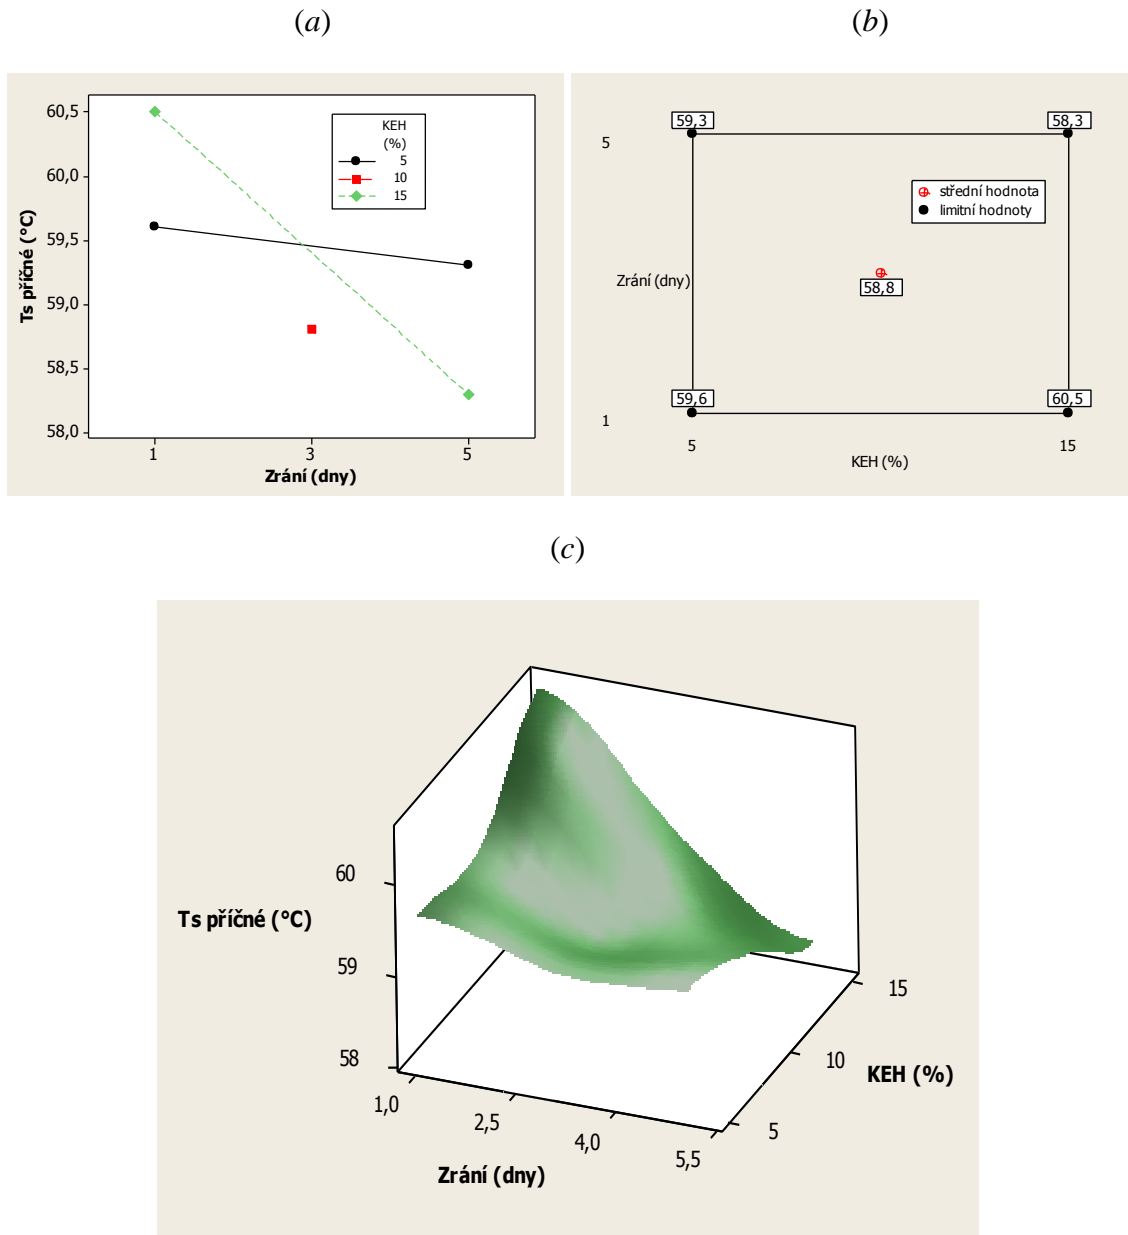 (a)
(b)
60,5
60,0
59,5
59,0
58,5
58,0
Ts příčné (°C)
1
3
5
Zrání (dny)
KEH
(%)
5
10
15
59,3
58,3
5
střední hodnota
limitní hodnoty
Zrání (dny)
58,8
59,6
60,5
1
5
15
KEH (%)
(c)
60
59
58
Ts příčné (°C)
1,0
2,5
4,0
5,5
Zrání (dny)
15
10
5
KEH (%)